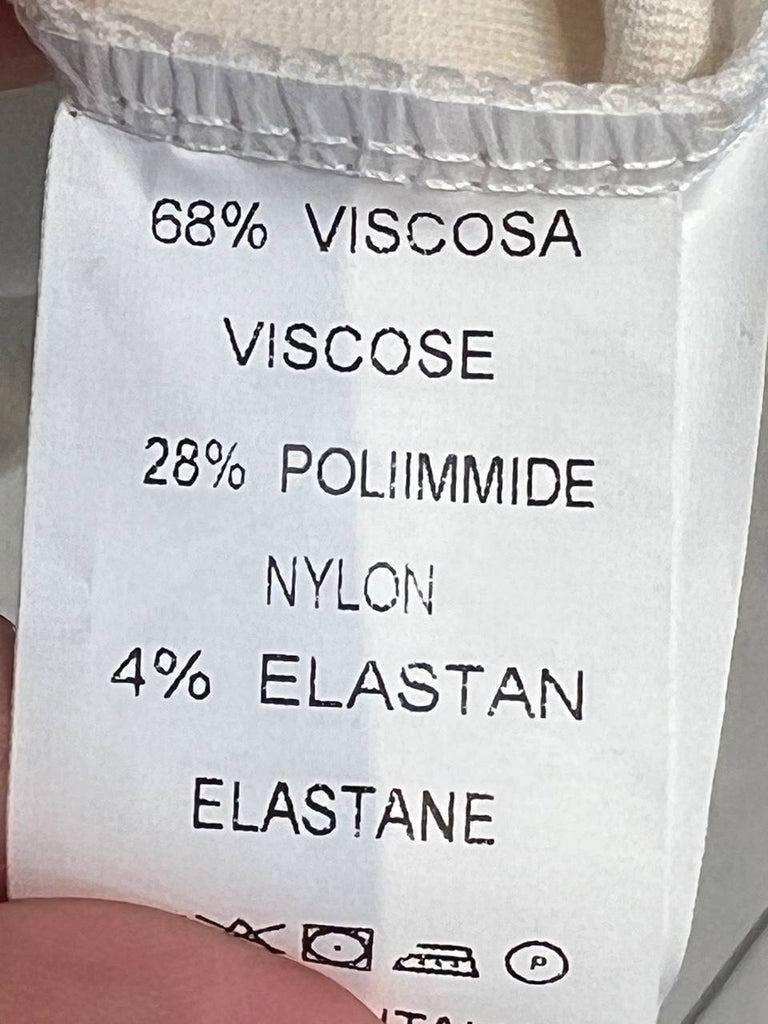 68% VISCOSA
VISCOSE
28% POLIIMMIDE
NYLON
4% ELASTAN
ELASTANE
P